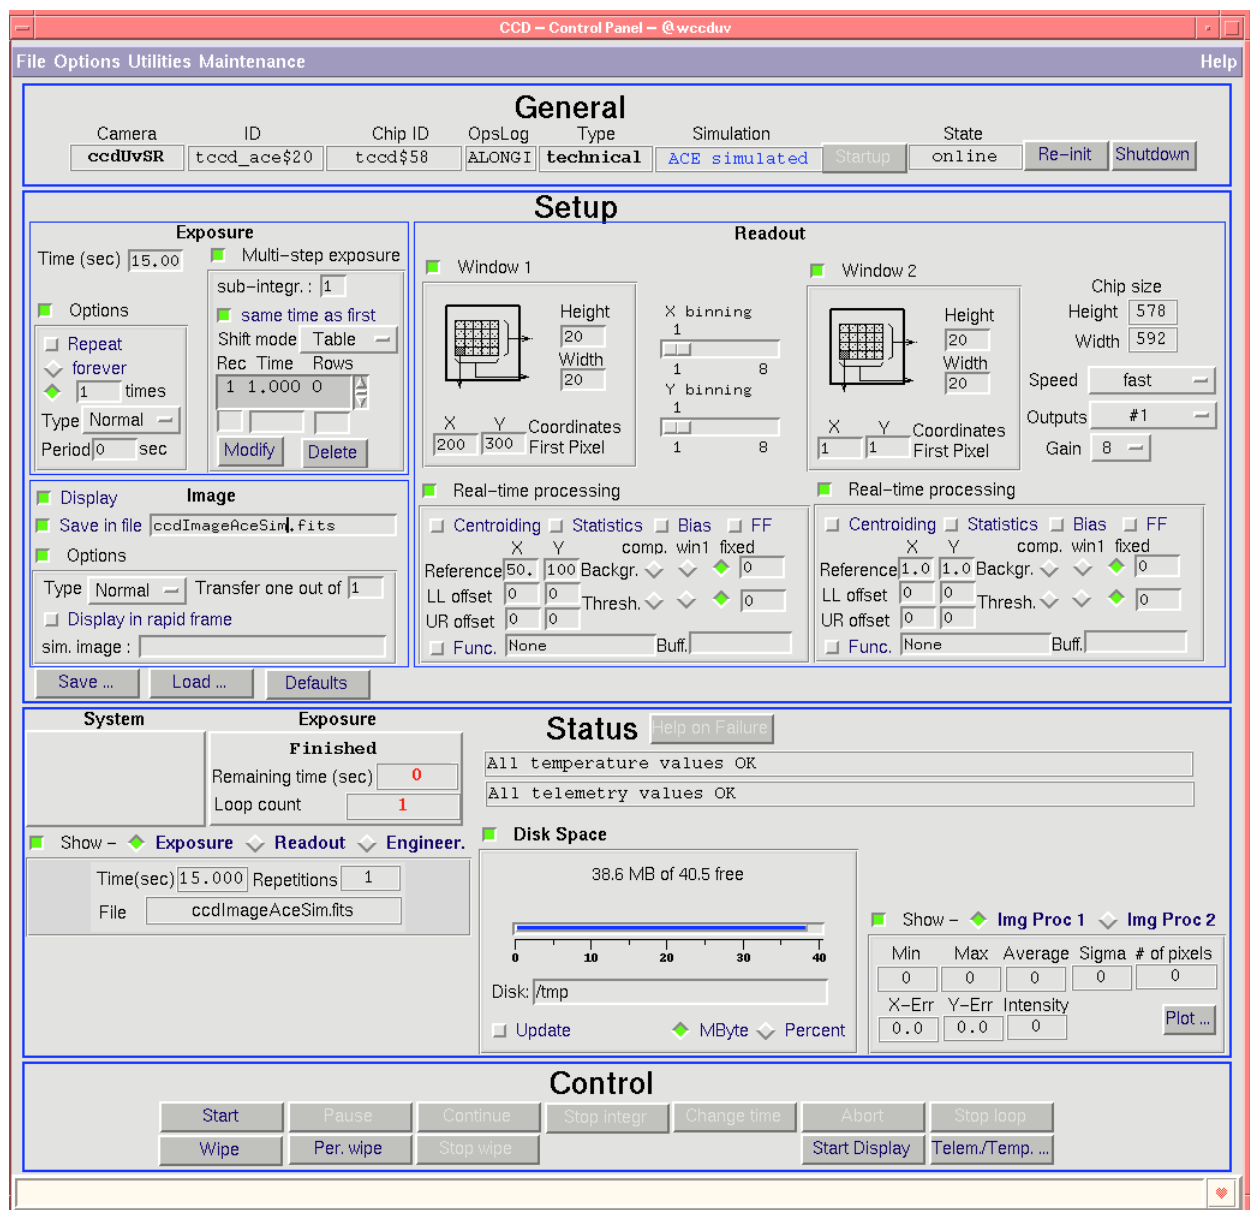 CCD – Control Panel – @wccduv
File Options Utilities Maintenance Help
General
Camera ID Chip ID OpsLog Type Simulation State
ccdUvSR tccd_ace$20 tccd$58 ALONGI technical ACE simulated Startup online Re-init Shutdown
Setup
Exposure
Time (sec) 15.00
Multi-step exposure
sub-integr.: 1
same time as first
Shift mode Table
Rec Time Rows
1 1.000 0
Modify Delete
Options
Repeat
forever
1 times
Type Normal
Period 0 sec
Readout
Window 1
Height
20
Width
20
X Y Coordinates
200 300 First Pixel
X binning
1
1 8
Y binning
1
1 8
Window 2
Height
20
Width
20
X Y Coordinates
1 1 First Pixel
Chip size
Height 578
Width 592
Speed fast
Outputs #1
Gain 8
Display Image
Save in file ccdImageAceSim.fits
Options
Type Normal Transfer one out of 1
Display in rapid frame
sim. image :
Real-time processing
Centroiding Statistics Bias FF
X Y comp. win1 fixed
Reference 50. 100 Backgr. 0
LL offset 0 0 Thresh. 0
UR offset 0 0
Func. None Buff.
Real-time processing
Centroiding Statistics Bias FF
X Y comp. win1 fixed
Reference 1.0 1.0 Backgr. 0
LL offset 0 0 Thresh. 0
UR offset 0 0
Func. None Buff.
Save ... Load ... Defaults
System Exposure
Finished
Remaining time (sec) 0
Loop count 1
Status Help on Failure
All temperature values OK
All telemetry values OK
Show – Exposure Readout Engineer.
Time(sec) 15.000 Repetitions 1
File ccdImageAceSim.fits
Disk Space
38.6 MB of 40.5 free
0 10 20 30 40
Disk: /tmp
Update MByte Percent
Show – Img Proc 1 Img Proc 2
Min Max Average Sigma # of pixels
0 0 0 0 0
X-Err Y-Err Intensity
0.0 0.0 0 Plot ...
Control
Start Pause Continue Stop integr Change time Abort Stop loop
Wipe Per. wipe Stop wipe Start Display Telem./Temp. ...